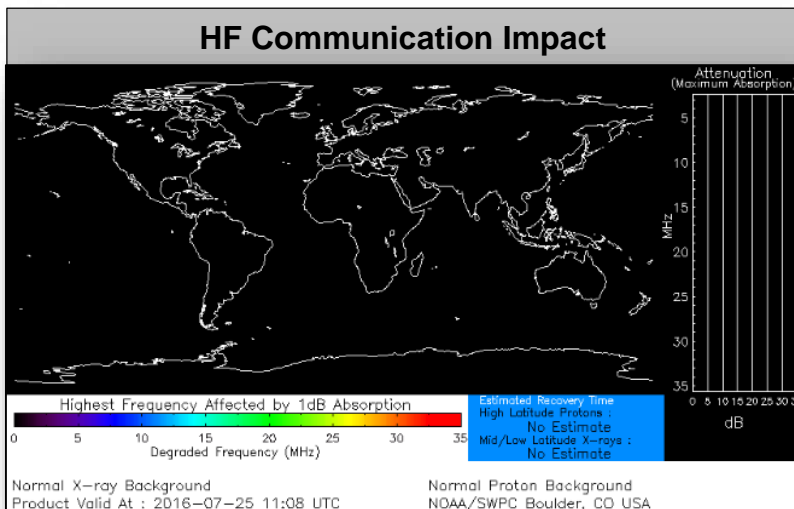 HF Communication Impact
Attenuation
(Maximum Absorption)
5
10
15
20
25
30
35
MHz
0 5 10 15 20 25 30
dB
Highest Frequency Affected by 1dB Absorption
0 5 10 15 20 25 30 35
Degraded Frequency (MHz)
Estimated Recovery Time
High Latitude Protons :
No Estimate
Mid/Low Latitude X-rays :
No Estimate
Normal X-ray Background
Normal Proton Background
Product Valid At : 2016-07-25 11:08 UTC
NOAA/SWPC Boulder, CO USA